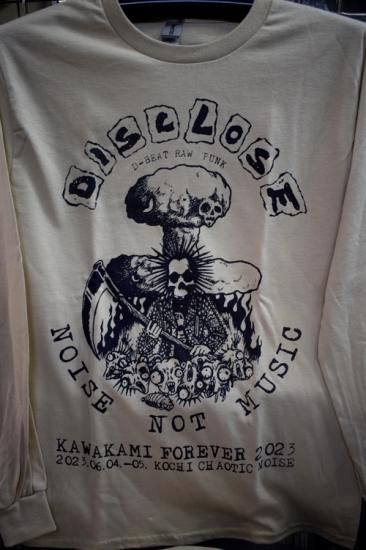 DISCLOSE
D-BEAT RAW PUNK
NOISE NOT MUSIC
KAWAKAMI FOREVER 2023
2023.06.04.-05. KOCHI CHAOTIC NOISE